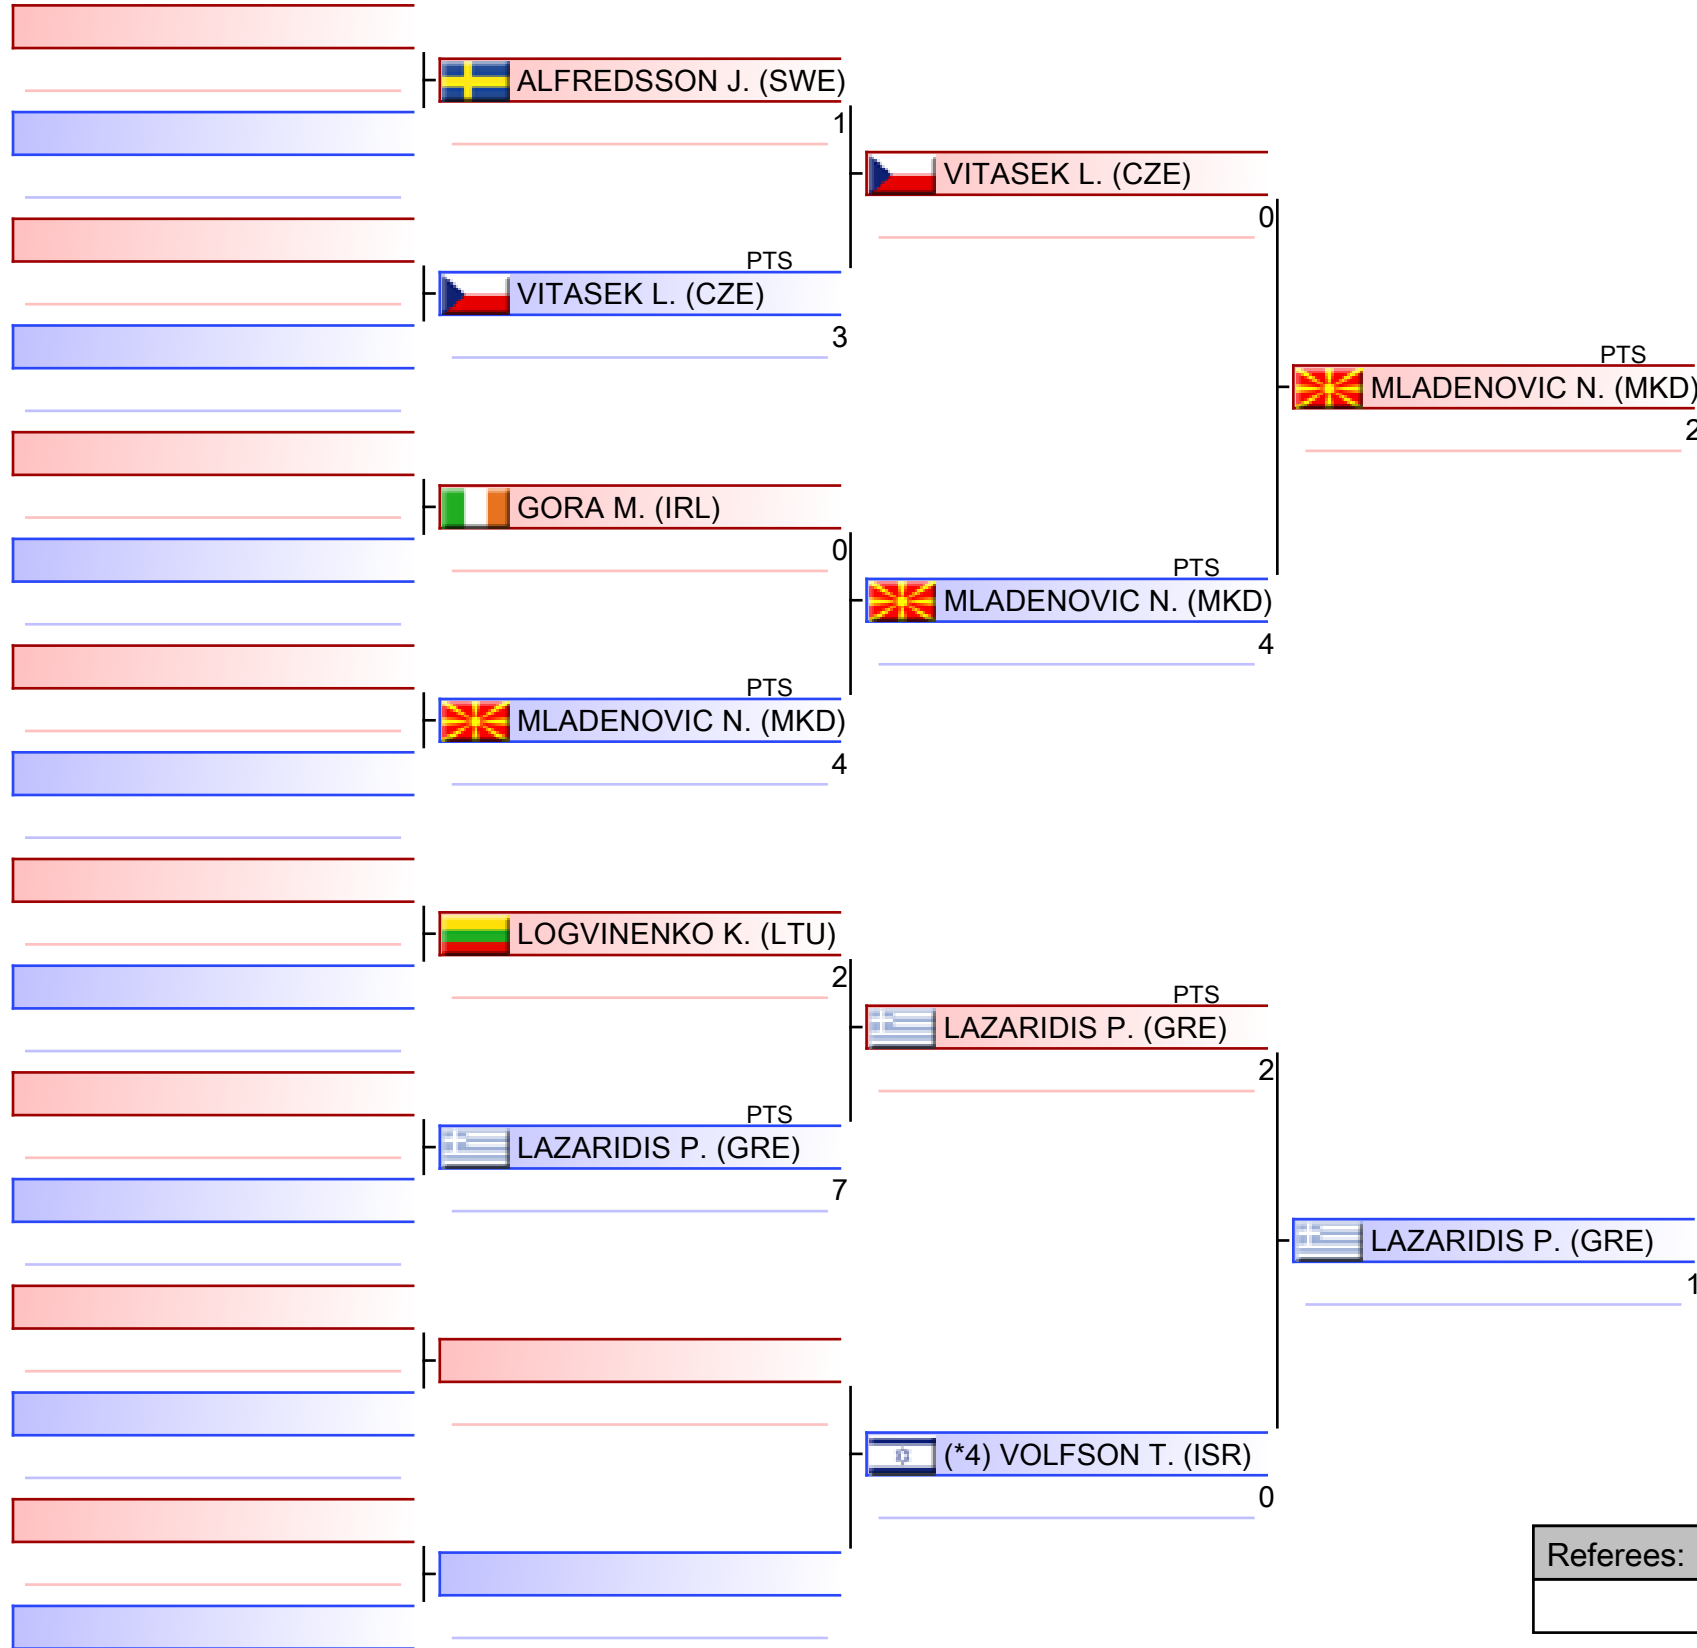 ALFREDSSON J. (SWE)
1
VITASEK L. (CZE)
0
PTS
VITASEK L. (CZE)
3
PTS
MLADENOVIC N. (MKD)
2
GORA M. (IRL)
0
PTS
MLADENOVIC N. (MKD)
4
PTS
MLADENOVIC N. (MKD)
4
LOGVINENKO K. (LTU)
2
PTS
LAZARIDIS P. (GRE)
2
PTS
LAZARIDIS P. (GRE)
7
LAZARIDIS P. (GRE)
1
(*4) VOLFSON T. (ISR)
0
Referees: